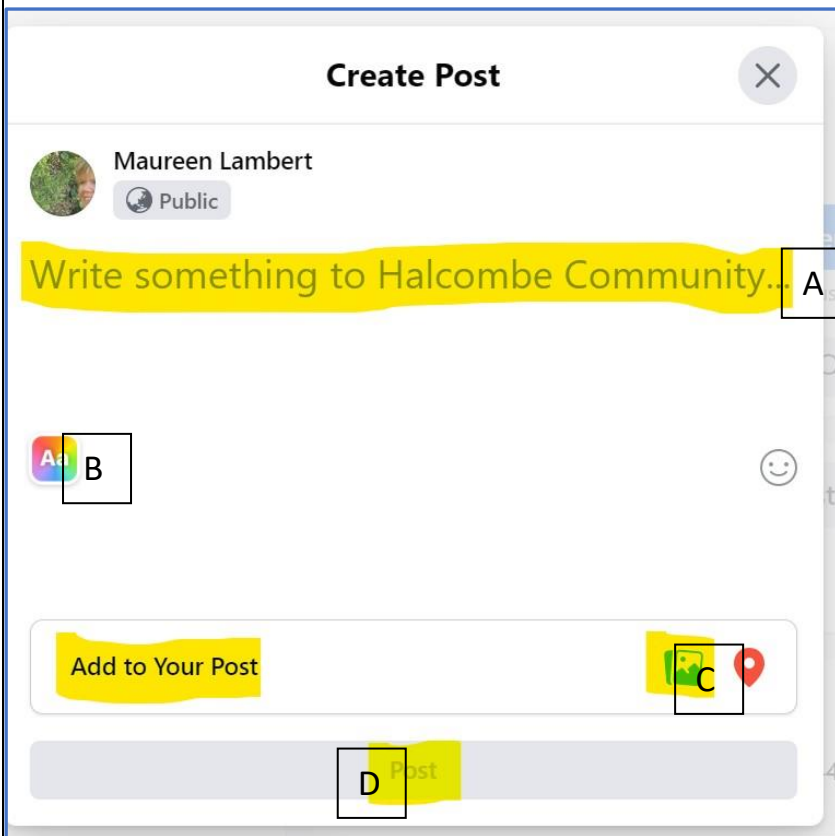 Create Post
Maureen Lambert
Public
Write something to Halcombe Community...
A
Aa
B
Add to Your Post
C
D
Post